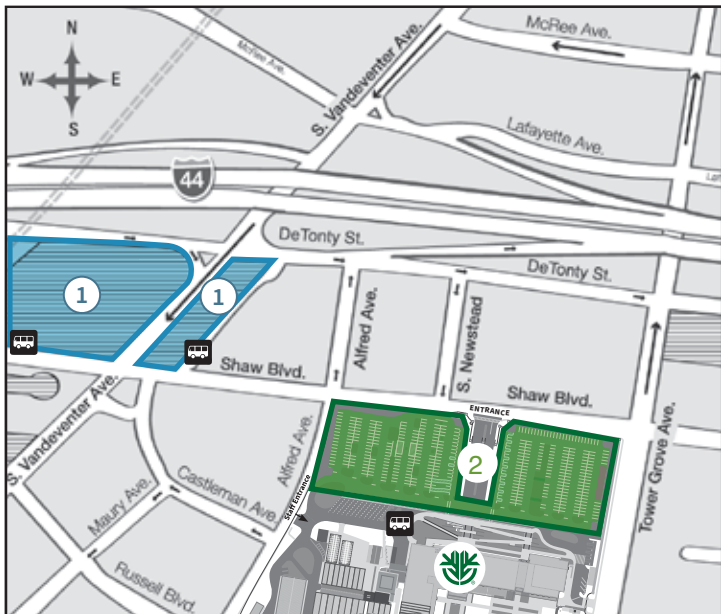 N
W E
S
McRee Ave.
McRee Ave.
S. Vandeventer Ave.
Lafayette Ave.
44
DeTonty St.
DeTonty St.
1
1
Alfred Ave.
S. Newstead
Shaw Blvd.
Shaw Blvd.
ENTRANCE
S. Vandeventer Ave.
Alfred Ave.
2
Tower Grove Ave.
Castleman Ave.
Maury Ave.
Staff Entrance
Russell Blvd.